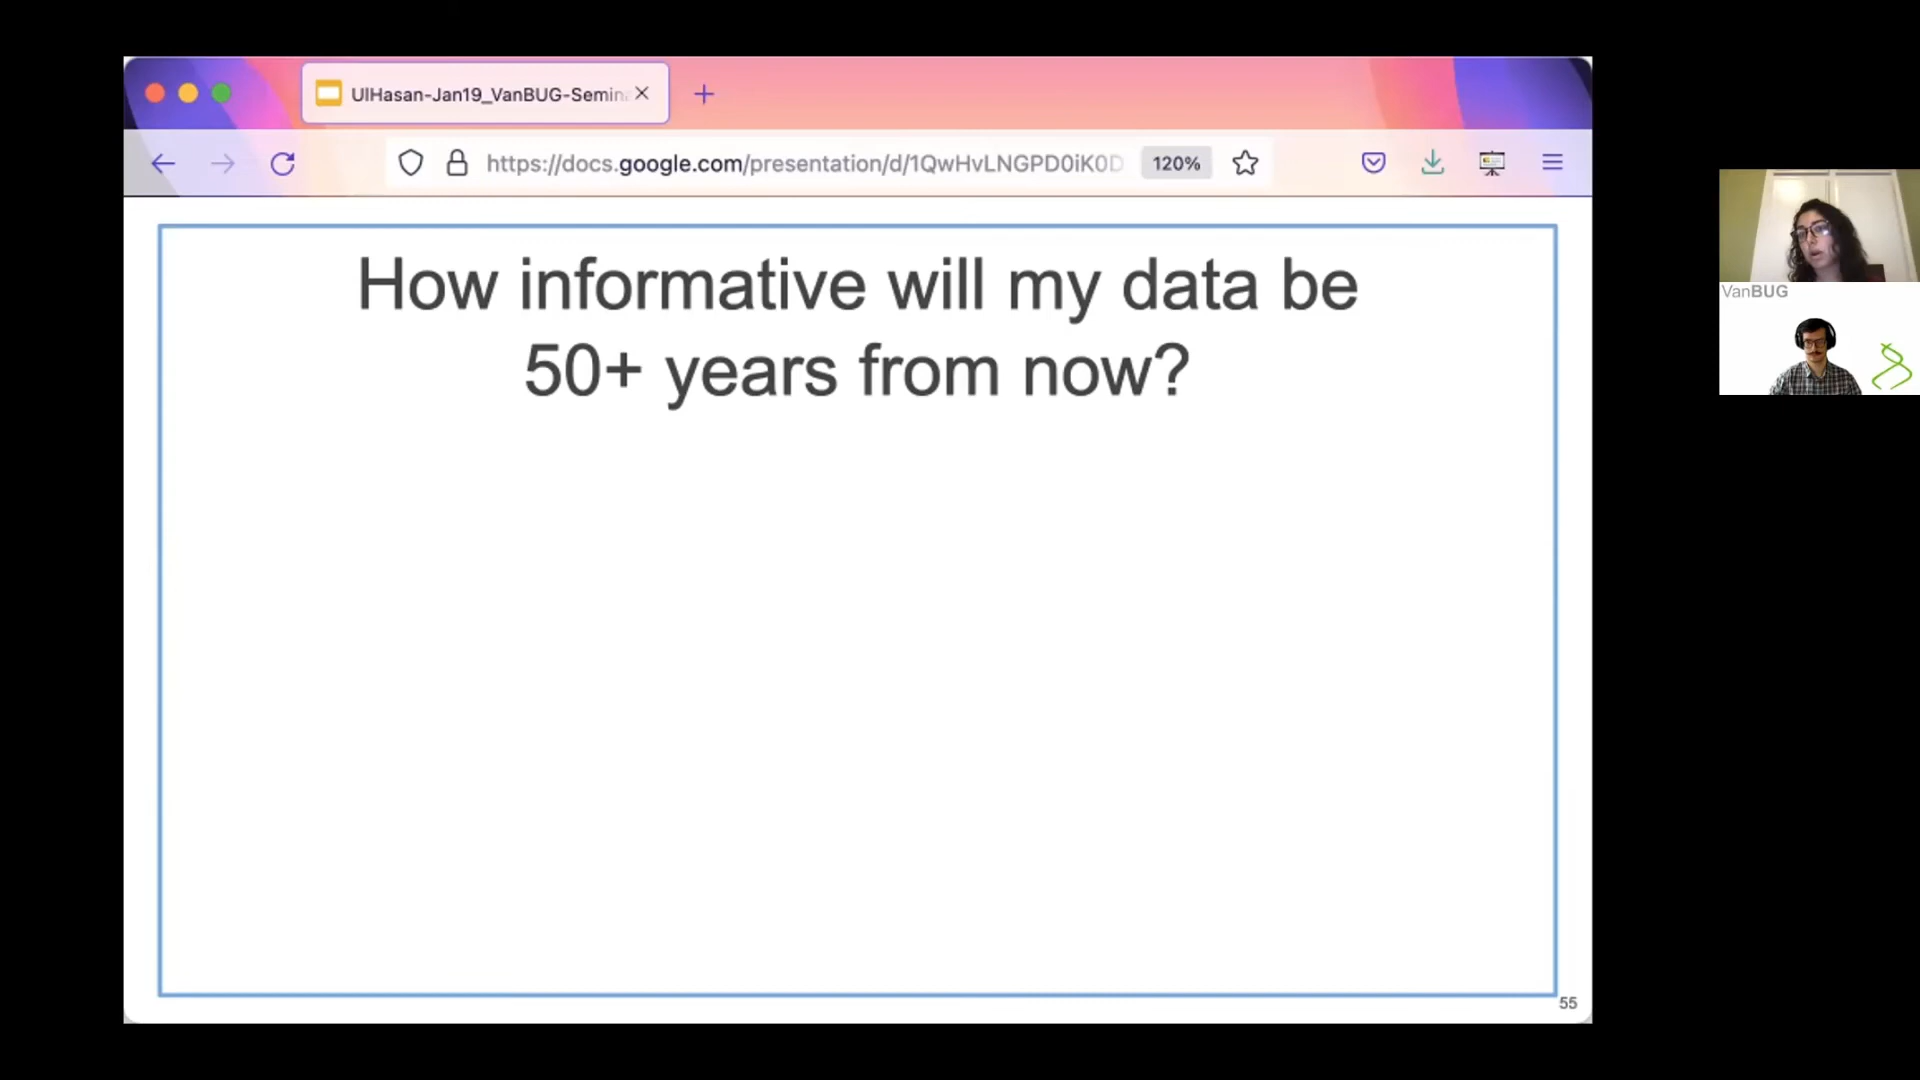 UlHasan-Jan19_VanBUG-Semin
https://docs.google.com/presentation/d/1QwHvLNGPD0iK0D
120%
How informative will my data be
50+ years from now?
55
VanBUG